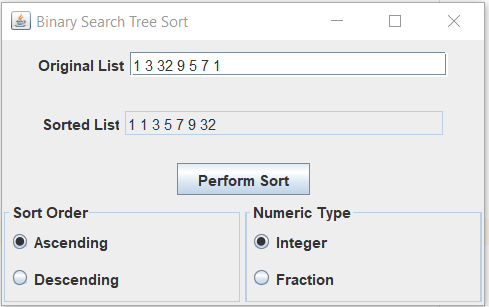 Binary Search Tree Sort
Original List 1 3 32 9 5 7 1
Sorted List 1 1 3 5 7 9 32
Perform Sort
Sort Order
Ascending
Descending
Numeric Type
Integer
Fraction